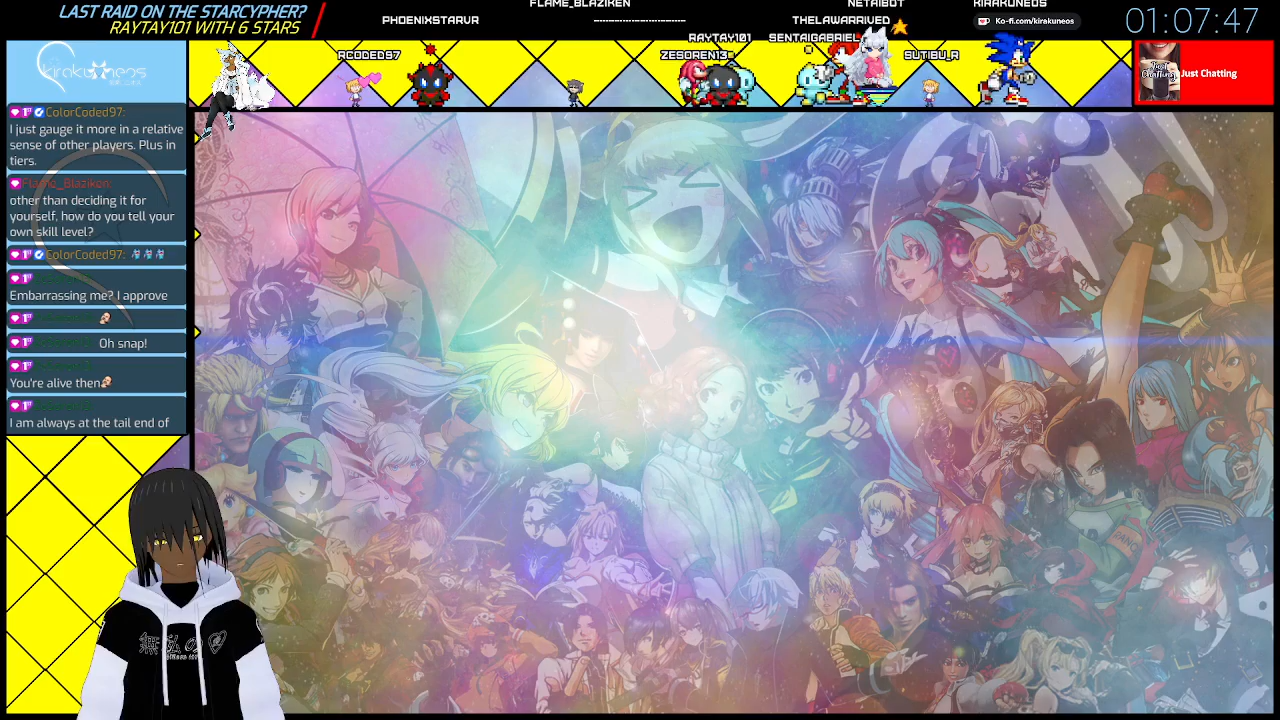 LAST RAID ON THE STARCYPHER?
RAYTAY101 WITH 6 STARS
FLAME_BLAZIKEN
NETAIBOT
KIRAKUNEOS
PHOENIXSTARVR
THELAWARRIVED
Ko-fi.com/kirakuneos
01:07:47
RAYTAY101
SENTAIGABRIEL
ZESOREN13
SUTIBU_A
Just Chatting
kirakuneos
ColorCoded97:
I just gauge it more in a relative
sense of other players. Plus in
tiers.
Flame_Blaziken:
other than deciding it for
yourself, how do you tell your
own skill level?
ColorCoded97:
Embarrassing me? I approve
Oh snap!
You're alive then
I am always at the tail end of